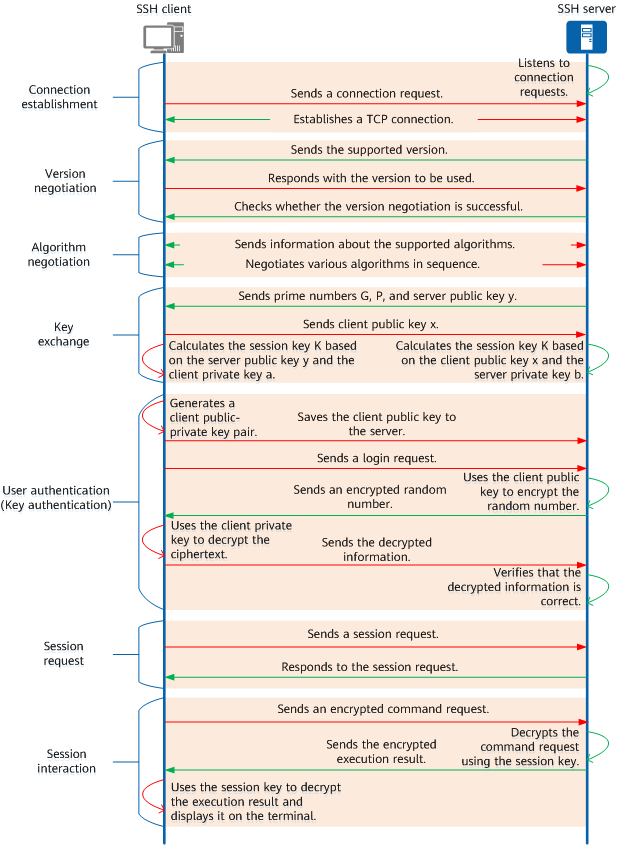 SSH client
SSH server
Connection
establishment
Listens to
connection
requests.
Sends a connection request.
Establishes a TCP connection.
Version
negotiation
Sends the supported version.
Responds with the version to be used.
Checks whether the version negotiation is successful.
Algorithm
negotiation
Sends information about the supported algorithms.
Negotiates various algorithms in sequence.
Key
exchange
Sends prime numbers G, P, and server public key y.
Sends client public key x.
Calculates the session key K based
on the server public key y and the
client private key a.
Calculates the session key K based
on the client public key x and the
server private key b.
User authentication
(Key authentication)
Generates a
client public-
private key pair.
Saves the client public key to
the server.
Sends a login request.
Uses the client public
key to encrypt the
random number.
Sends an encrypted random
number.
Uses the client private
key to decrypt the
ciphertext.
Sends the decrypted
information.
Verifies that the
decrypted information is
correct.
Session
request
Sends a session request.
Responds to the session request.
Session
interaction
Sends an encrypted command request.
Decrypts the
command request
using the session key.
Sends the encrypted
execution result.
Uses the session key to decrypt
the execution result and
displays it on the terminal.